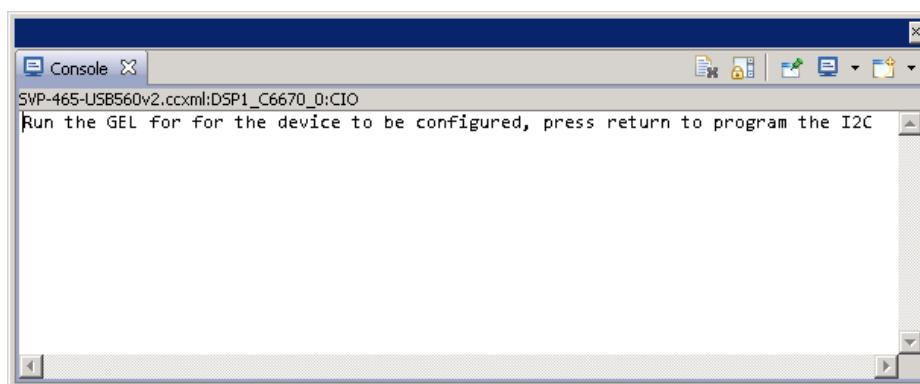 Console
SVP-465-USB560v2.ccxml:DSP1_C6670_0:CIO
Run the GEL for for the device to be configured, press return to program the I2C